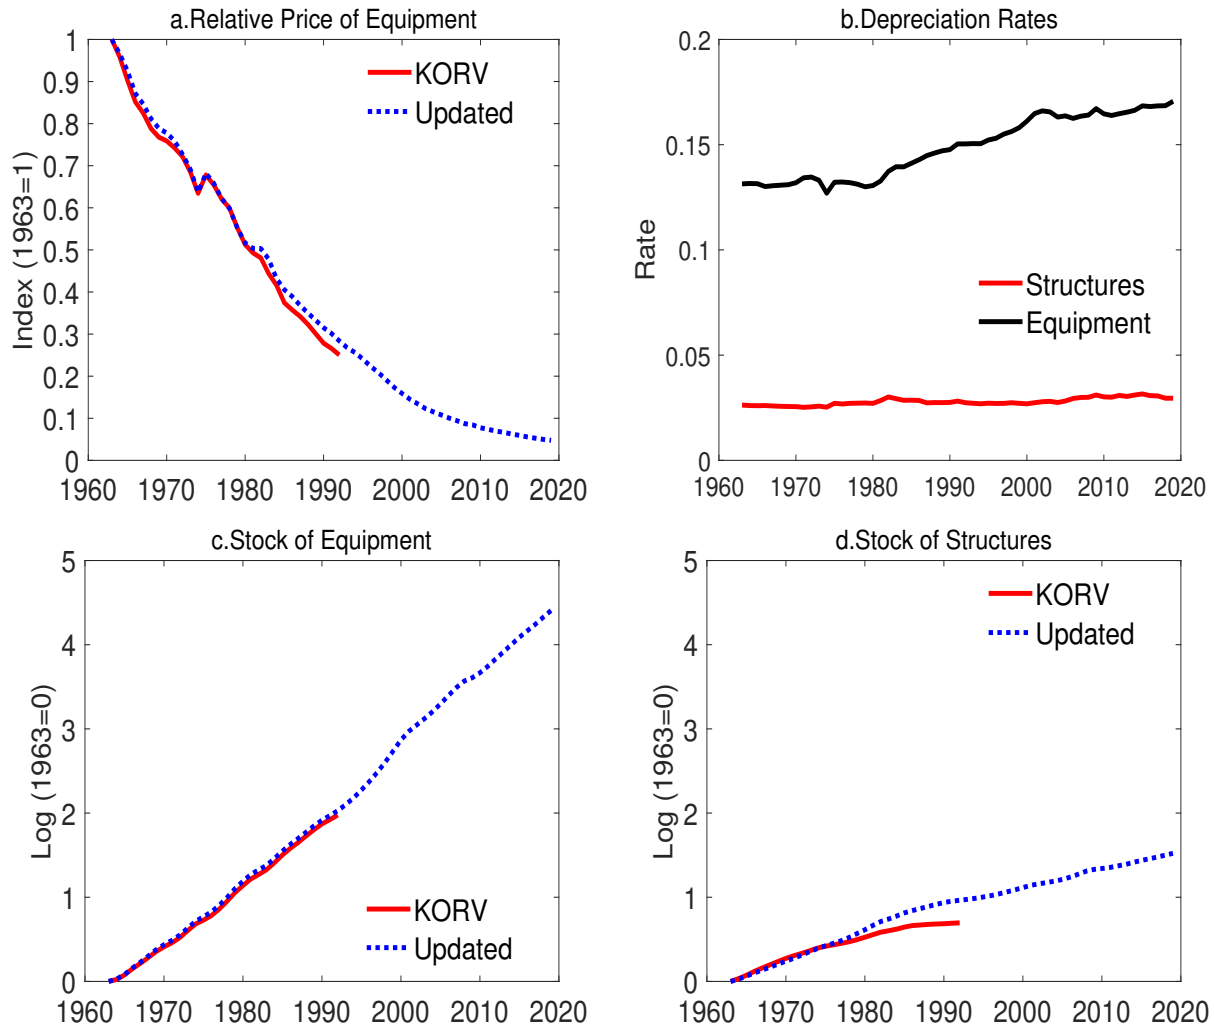 a.Relative Price of Equipment
1
0.9
0.8
0.7
0.6
0.5
0.4
0.3
0.2
0.1
0
Index (1963=1)
KORV
Updated
1960 1970 1980 1990 2000 2010 2020
b.Depreciation Rates
0.2
0.15
0.1
0.05
0
Rate
Structures
Equipment
1960 1970 1980 1990 2000 2010 2020
c.Stock of Equipment
5
4
3
2
1
0
Log (1963=0)
KORV
Updated
1960 1970 1980 1990 2000 2010 2020
d.Stock of Structures
5
4
3
2
1
0
Log (1963=0)
KORV
Updated
1960 1970 1980 1990 2000 2010 2020